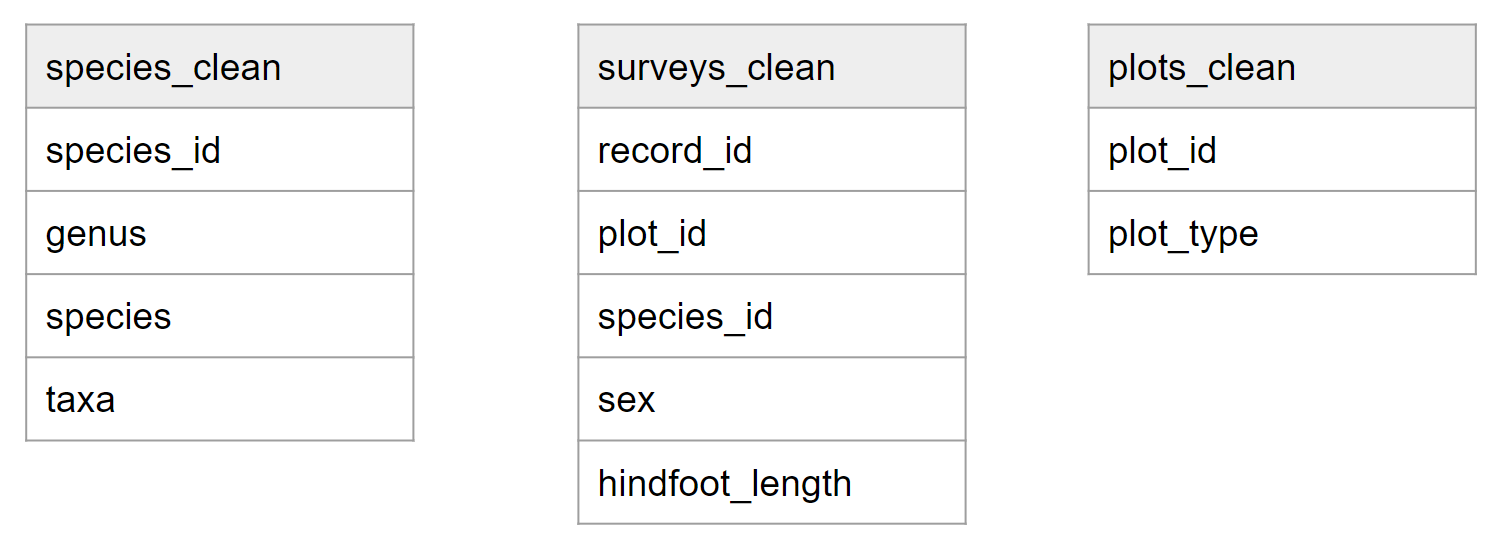 species_clean
species_id
genus
species
taxa
surveys_clean
record_id
plot_id
species_id
sex
hindfoot_length
plots_clean
plot_id
plot_type